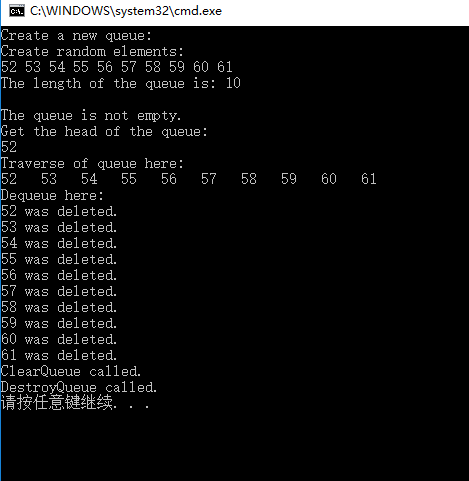 C:\WINDOWS\system32\cmd.exe
Create a new queue:
Create random elements:
52 53 54 55 56 57 58 59 60 61
The length of the queue is: 10
The queue is not empty.
Get the head of the queue:
52
Traverse of queue here:
52   53   54   55   56   57   58   59   60   61
Dequeue here:
52 was deleted.
53 was deleted.
54 was deleted.
55 was deleted.
56 was deleted.
57 was deleted.
58 was deleted.
59 was deleted.
60 was deleted.
61 was deleted.
ClearQueue called.
DestroyQueue called.
请按任意键继续. . .